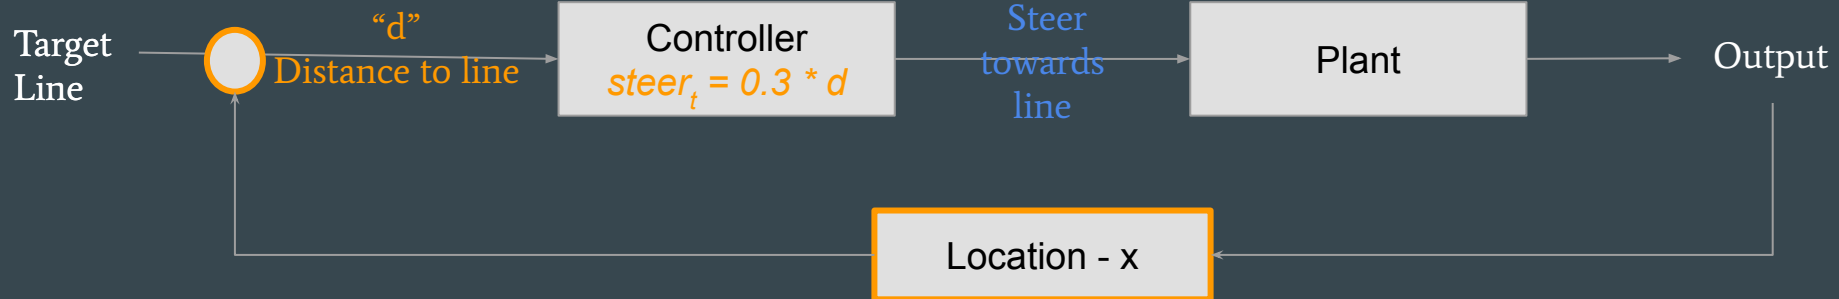 Target
Line
“d”
Distance to line
Controller
steer_t = 0.3 * d
Steer
towards
line
Plant
Output
Location - x